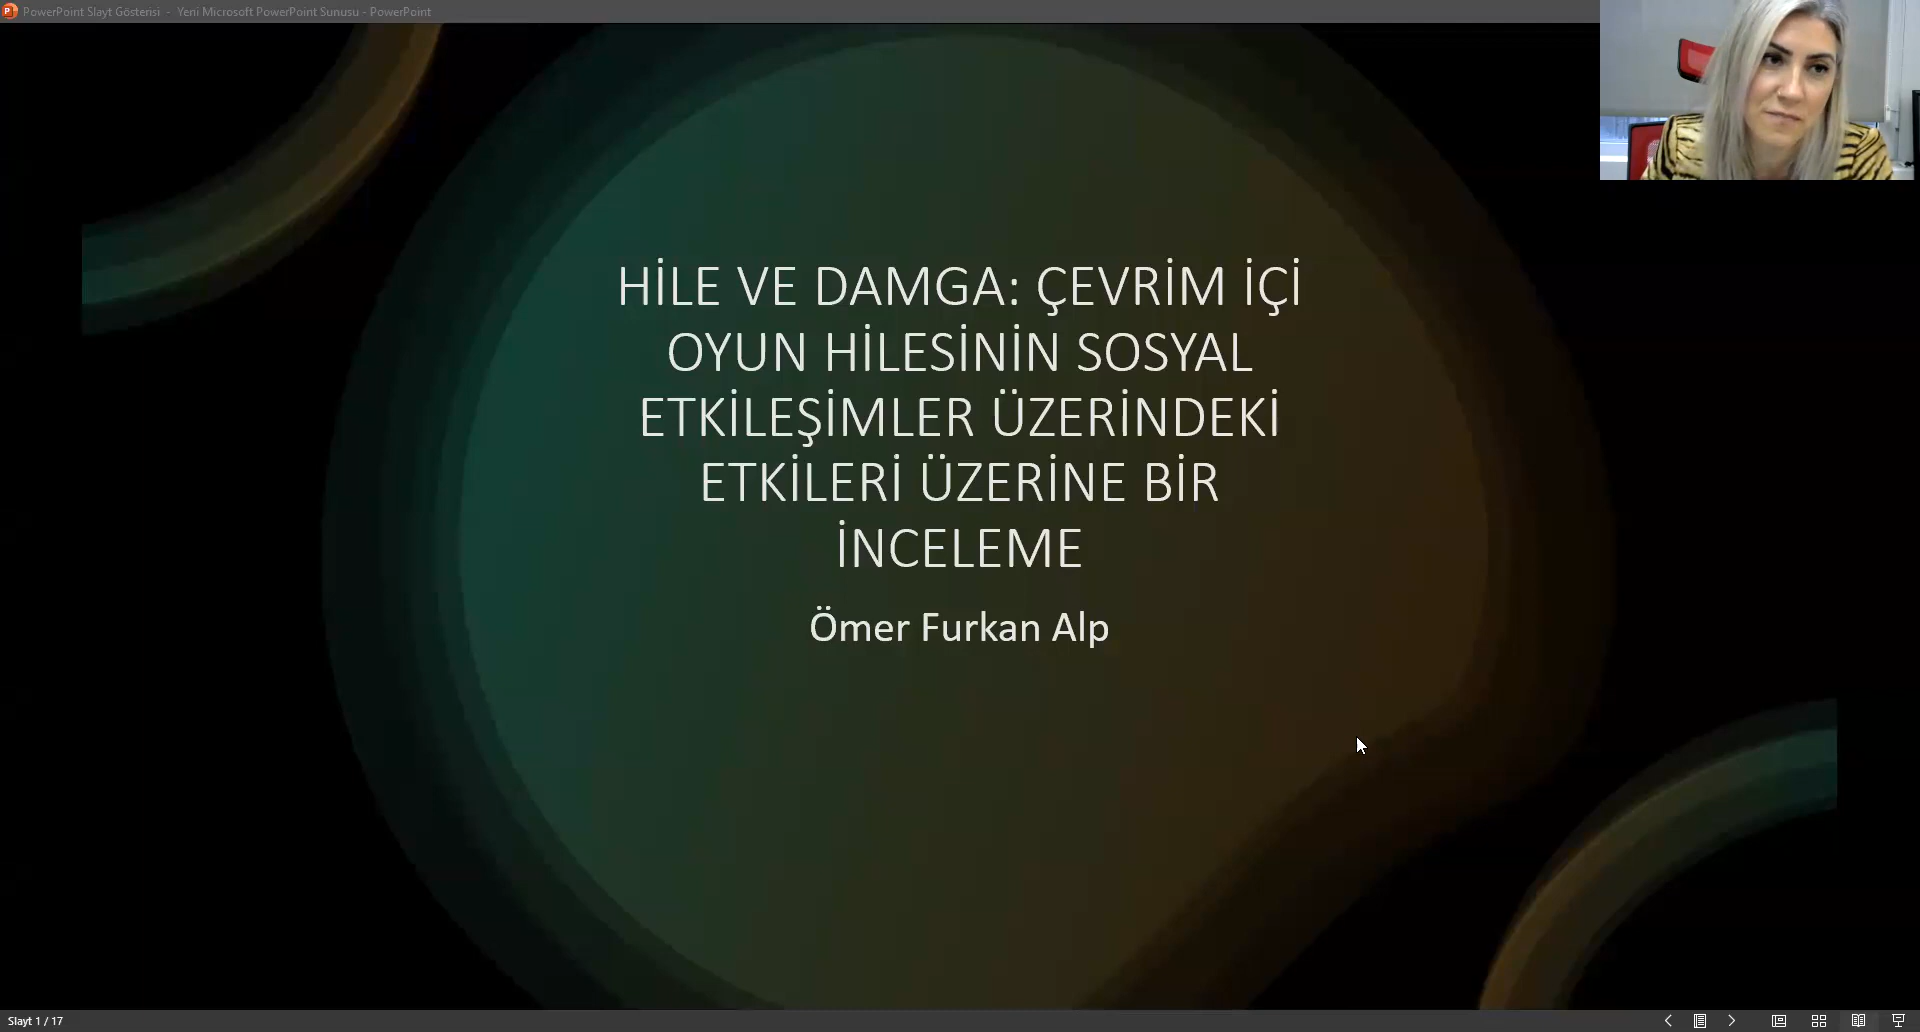 PowerPoint Slayt Gösterisi - Yeni Microsoft PowerPoint Sunusu - PowerPoint
HİLE VE DAMGA: ÇEVRİM İÇİ
OYUN HİLESİNİN SOSYAL
ETKİLEŞİMLER ÜZERİNDEKİ
ETKİLERİ ÜZERİNE BİR
İNCELEME
Ömer Furkan Alp
Slayt 1 / 17